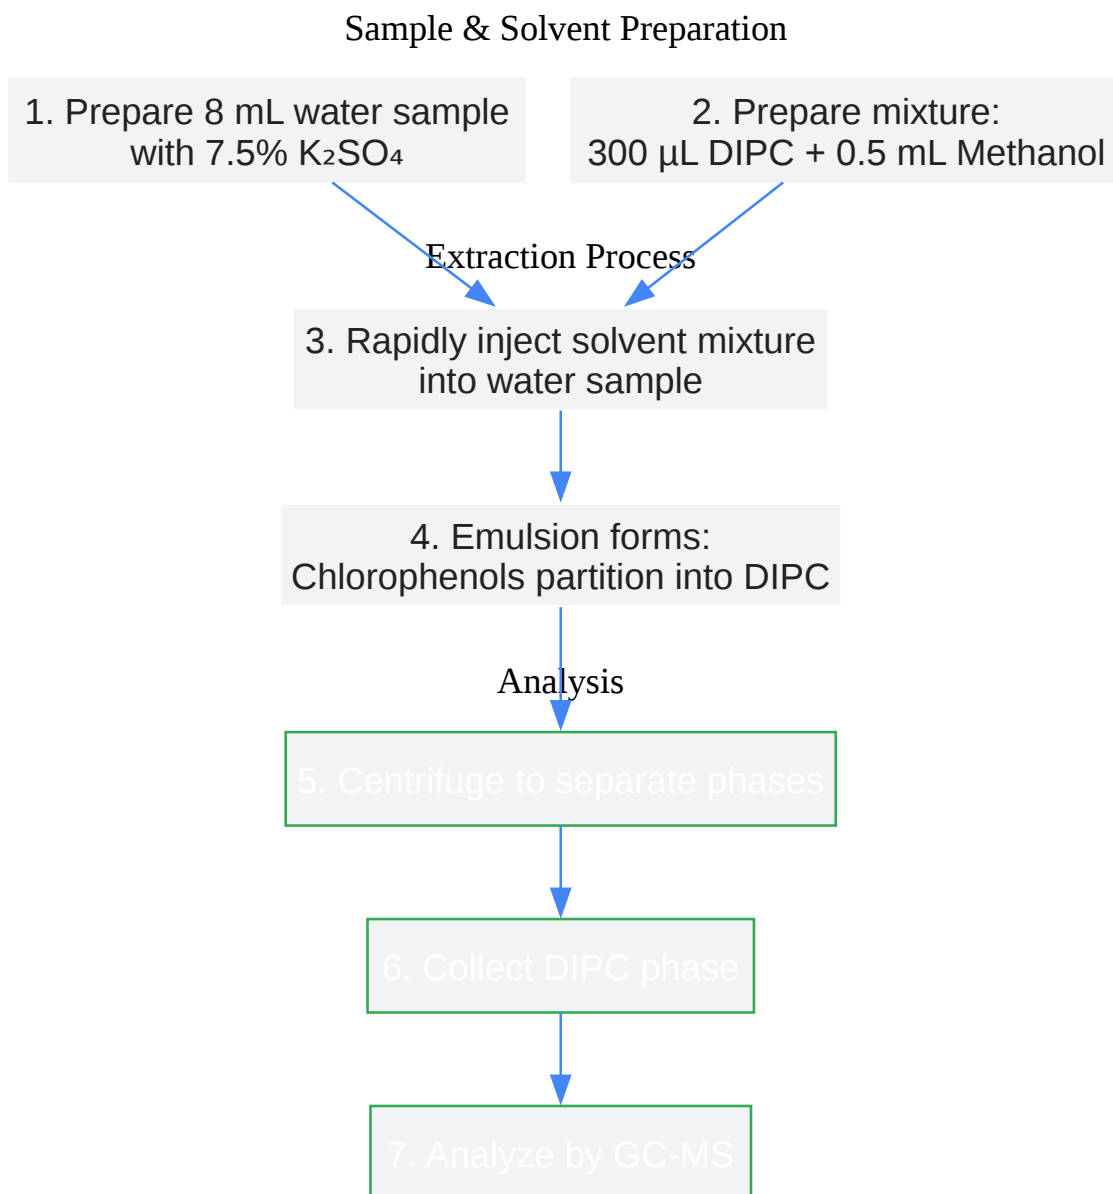 Sample & Solvent Preparation
1. Prepare 8 mL water sample
with 7.5% K₂SO₄
2. Prepare mixture:
300 µL DIPC + 0.5 mL Methanol
Extraction Process
3. Rapidly inject solvent mixture
into water sample
4. Emulsion forms:
Chlorophenols partition into DIPC
Analysis
5. Centrifuge to separate phases
6. Collect DIPC phase
7. Analyze by GC-MS